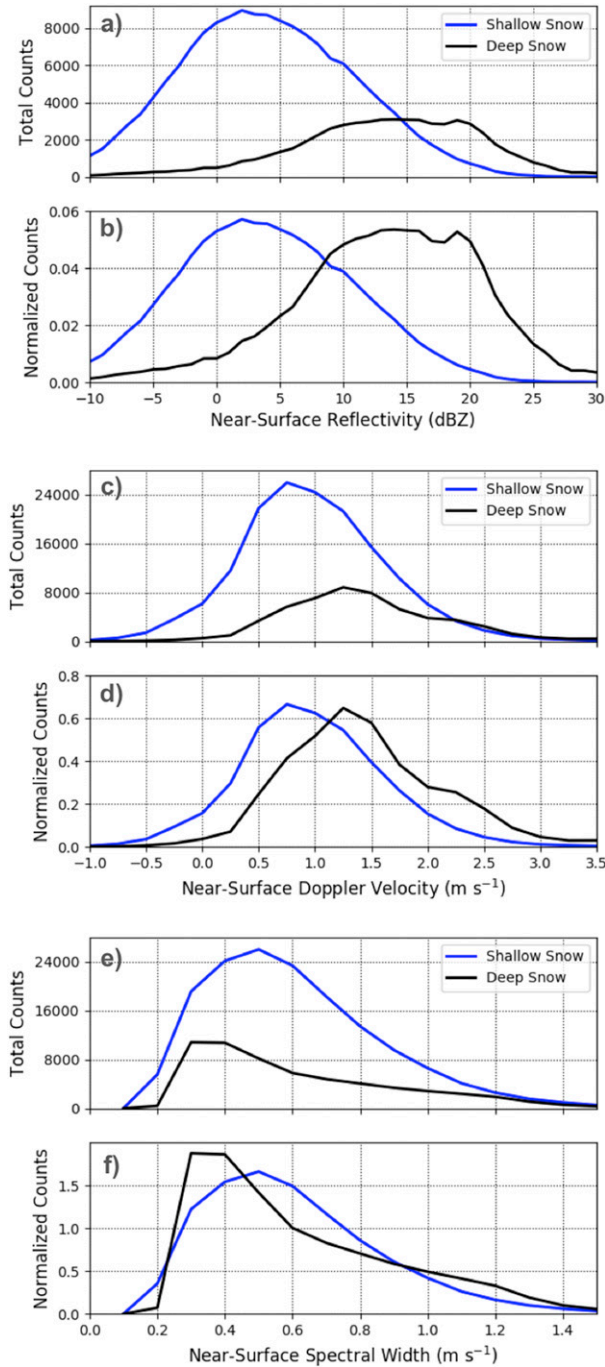 a)
Shallow Snow
Deep Snow
Total Counts
8000
6000
4000
2000
0
b)
Normalized Counts
0.06
0.04
0.02
0.00
−10 −5 0 5 10 15 20 25 30
Near-Surface Reflectivity (dBZ)
c)
Shallow Snow
Deep Snow
Total Counts
24000
16000
8000
0
d)
Normalized Counts
0.8
0.6
0.4
0.2
0.0
−1.0 −0.5 0.0 0.5 1.0 1.5 2.0 2.5 3.0 3.5
Near-Surface Doppler Velocity (m s⁻¹)
e)
Shallow Snow
Deep Snow
Total Counts
24000
16000
8000
0
f)
Normalized Counts
1.5
1.0
0.5
0.0
0.0 0.2 0.4 0.6 0.8 1.0 1.2 1.4
Near-Surface Spectral Width (m s⁻¹)